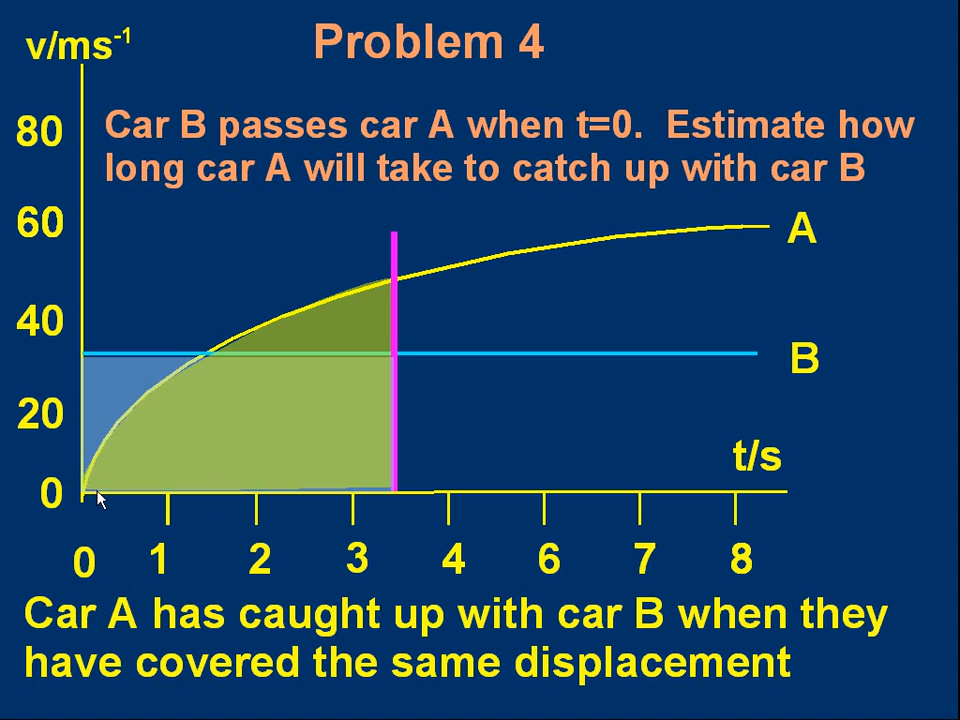 v/ms-1
Problem 4
80
Car B passes car A when t=0. Estimate how
long car A will take to catch up with car B
60
A
40
B
20
t/s
0
0 1 2 3 4 6 7 8
Car A has caught up with car B when they
have covered the same displacement